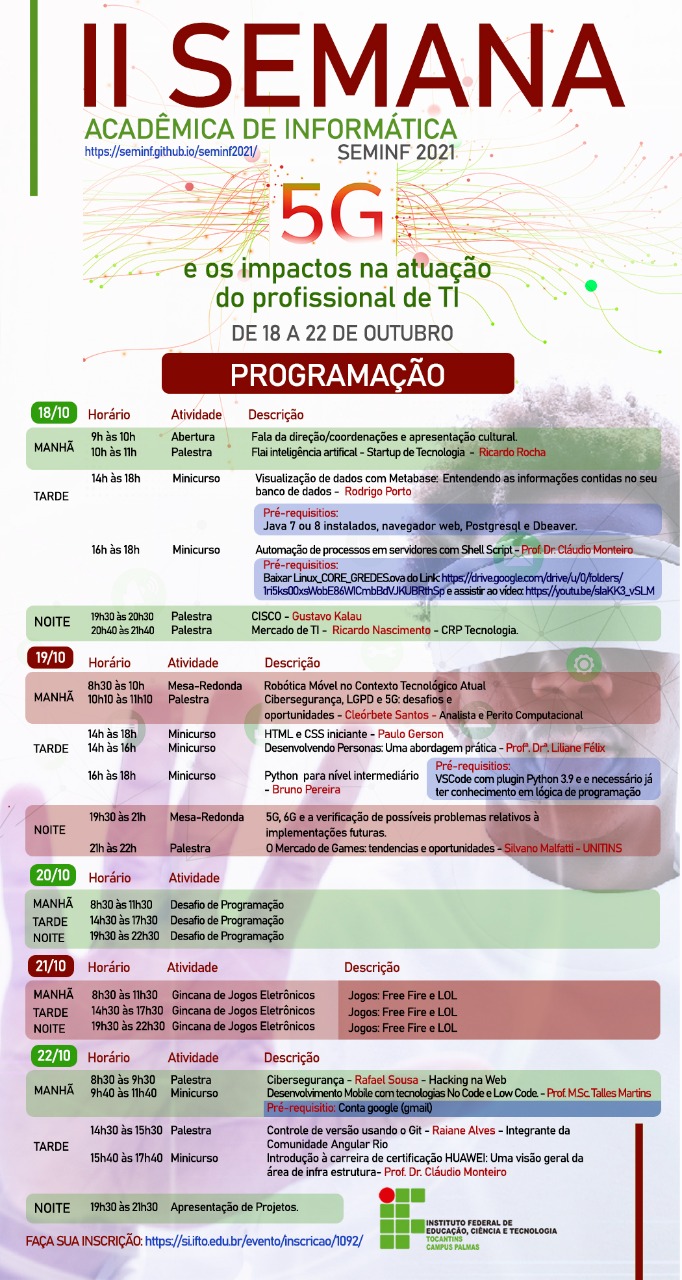 II SEMANA
ACADÊMICA DE INFORMÁTICA
https://seminf.github.io/seminf2021/ SEMINF 2021
5G
e os impactos na atuação
do profissional de TI
DE 18 A 22 DE OUTUBRO
PROGRAMAÇÃO
18/10 Horário Atividade Descrição
MANHÃ
9h às 10h Abertura Fala da direção/coordenações e apresentação cultural.
10h às 11h Palestra Flai inteligência artifical - Startup de Tecnologia - Ricardo Rocha
TARDE
14h às 18h Minicurso Visualização de dados com Metabase: Entendendo as informações contidas no seu
banco de dados - Rodrigo Porto
Pré-requisitios:
Java 7 ou 8 instalados, navegador web, Postgresql e Dbeaver.
16h às 18h Minicurso Automação de processos em servidores com Shell Script - Prof. Dr. Cláudio Monteiro
Pré-requisitios:
Baixar Linux_CORE_GREDES.ova do Link: https://drive.google.com/drive/u/0/folders/
e assistir ao vídeo: https://youtu.be/slaKK3_vSLM
NOITE
19h30 às 20h30 Palestra CISCO - Gustavo Kalau
20h40 às 21h40 Palestra Mercado de TI - Ricardo Nascimento - CRP Tecnologia.
19/10 Horário Atividade Descrição
MANHÃ
8h30 às 10h Mesa-Redonda Robótica Móvel no Contexto Tecnológico Atual
10h10 às 11h10 Palestra Cibersegurança, LGPD e 5G: desafios e
oportunidades - Cleórbete Santos - Analista e Perito Computacional
TARDE
14h às 18h Minicurso HTML e CSS iniciante - Paulo Gerson
14h às 16h Minicurso Desenvolvendo Personas: Uma abordagem prática - Profª. Drª. Liliane Félix
16h às 18h Minicurso Python para nível intermediário
- Bruno Pereira
Pré-requisitios:
VSCode com plugin Python 3.9 e e necessário já
ter conhecimento em lógica de programação
NOITE
19h30 às 21h Mesa-Redonda 5G, 6G e a verificação de possíveis problemas relativos à
implementações futuras.
21h às 22h Palestra O Mercado de Games: tendencias e oportunidades - Silvano Malfatti - UNITINS
20/10 Horário Atividade
MANHÃ 8h30 às 11h30 Desafio de Programação
TARDE 14h30 às 17h30 Desafio de Programação
NOITE 19h30 às 22h30 Desafio de Programação
21/10 Horário Atividade Descrição
MANHÃ 8h30 às 11h30 Gincana de Jogos Eletrônicos Jogos: Free Fire e LOL
TARDE 14h30 às 17h30 Gincana de Jogos Eletrônicos Jogos: Free Fire e LOL
NOITE 19h30 às 22h30 Gincana de Jogos Eletrônicos Jogos: Free Fire e LOL
22/10 Horário Atividade Descrição
MANHÃ
8h30 às 9h30 Palestra Cibersegurança - Rafael Sousa - Hacking na Web
9h40 às 11h40 Minicurso Desenvolvimento Mobile com tecnologias No Code e Low Code. - Prof. M.Sc. Talles Martins
Pré-requisitio: Conta google (gmail)
TARDE
14h30 às 15h30 Palestra Controle de versão usando o Git - Raiane Alves - Integrante da
Comunidade Angular Rio
15h40 às 17h40 Minicurso Introdução à carreira de certificação HUAWEI: Uma visão geral da
área de infra estrutura- Prof. Dr. Cláudio Monteiro
NOITE 19h30 às 21h30 Apresentação de Projetos.
INSTITUTO FEDERAL DE
EDUCAÇÃO, CIÊNCIA E TECNOLOGIA
TOCANTINS
CAMPUS PALMAS
FAÇA SUA INSCRIÇÃO: https://si.ifto.edu.br/evento/inscricao/1092/